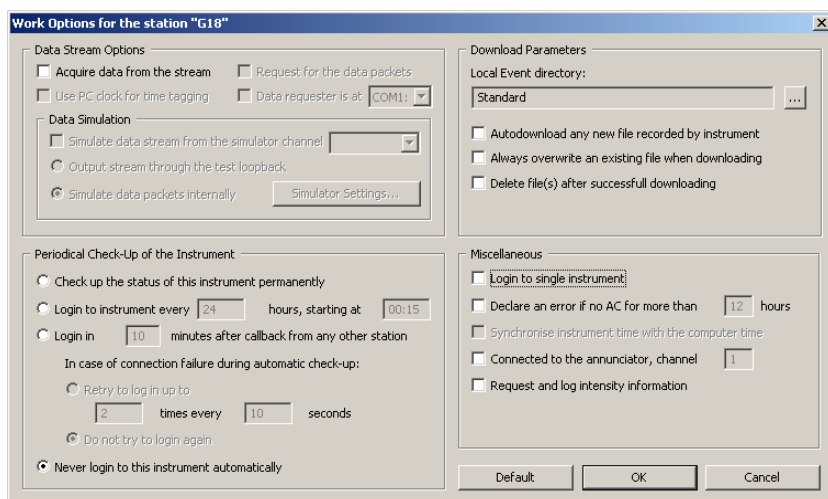 Work Options for the station "G18"
Data Stream Options
Acquire data from the stream
Request for the data packets
Use PC clock for time tagging
Data requester is at COM1:
Data Simulation
Simulate data stream from the simulator channel
Output stream through the test loopback
Simulate data packets internally
Simulator Settings...
Download Parameters
Local Event directory:
Standard
...
Autodownload any new file recorded by instrument
Always overwrite an existing file when downloading
Delete file(s) after successfull downloading
Periodical Check-Up of the Instrument
Check up the status of this instrument permanently
Login to instrument every 24 hours, starting at 00:15
Login in 10 minutes after callback from any other station
In case of connection failure during automatic check-up:
Retry to log in up to
2 times every 10 seconds
Do not try to login again
Never login to this instrument automatically
Miscellaneous
Login to single instrument
Declare an error if no AC for more than 12 hours
Synchronise instrument time with the computer time
Connected to the annunciator, channel 1
Request and log intensity information
Default
OK
Cancel